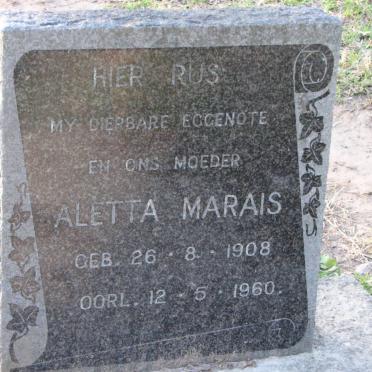 HIER RUS
MY DIERBARE EGGENOTE
EN ONS MOEDER
ALETTA MARAIS
GEB. 26 · 8 · 1908
OORL. 12 · 5 · 1960.